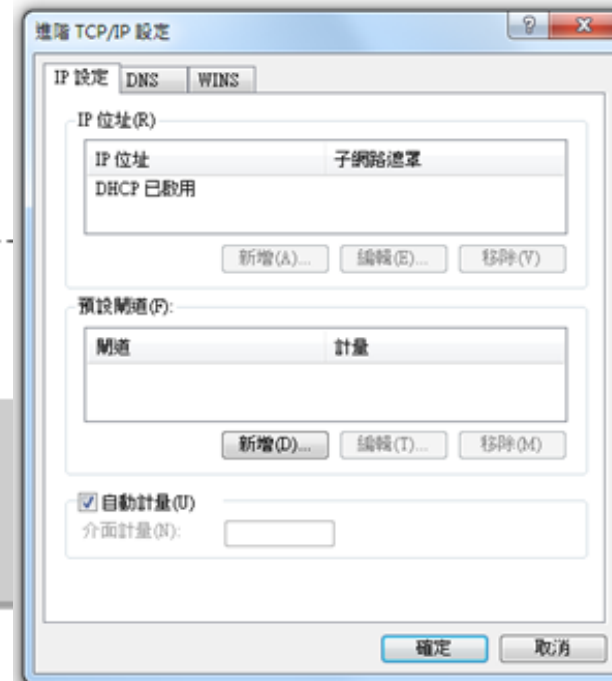 進階 TCP/IP 設定
IP 設定 DNS WINS
IP 位址(R)
IP 位址 子網路遮罩
DHCP 已啟用
新增(A)... 編輯(E)... 移除(V)
預設閘道(F):
閘道 計量
新增(D)... 編輯(T)... 移除(M)
自動計量(U)
介面計量(N):
確定 取消